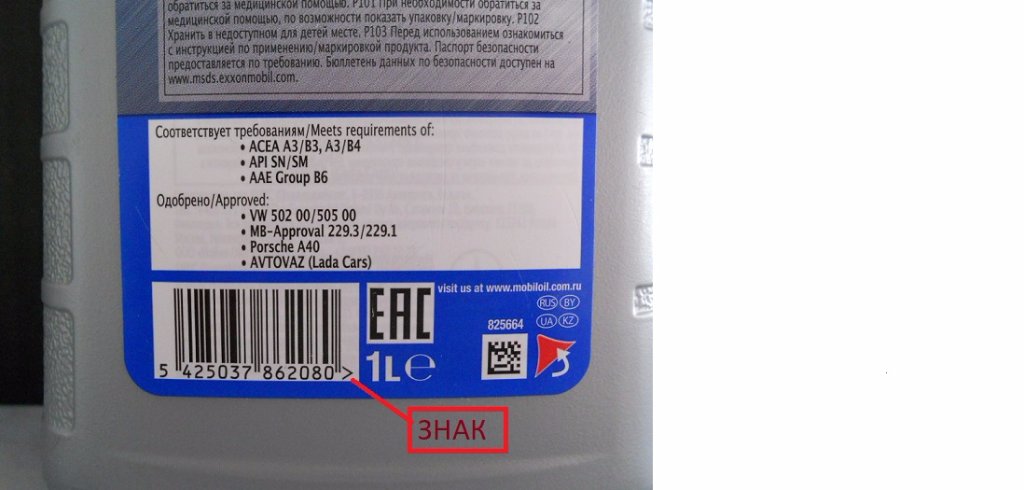 обратиться за медицинской помощью. P101 При необходимости обратиться за
медицинской помощью, по возможности показать упаковку/маркировку. P102
Хранить в недоступном для детей месте. P103 Перед использованием ознакомиться
с инструкцией по применению/маркировкой продукта. Паспорт безопасности
предоставляется по требованию. Бюллетень данных по безопасности доступен на
www.msds.exxonmobil.com.
Соответствует требованиям/Meets requirements of:
• ACEA A3/B3, A3/B4
• API SN/SM
• AAE Group B6
Одобрено/Approved:
• VW 502 00/505 00
• MB-Approval 229.3/229.1
• Porsche A40
• AVTOVAZ (Lada Cars)
visit us at www.mobiloil.com.ru
EAC
RUS BY
UA KZ
825664
5 425037 862080 >
1L e
ЗНАК